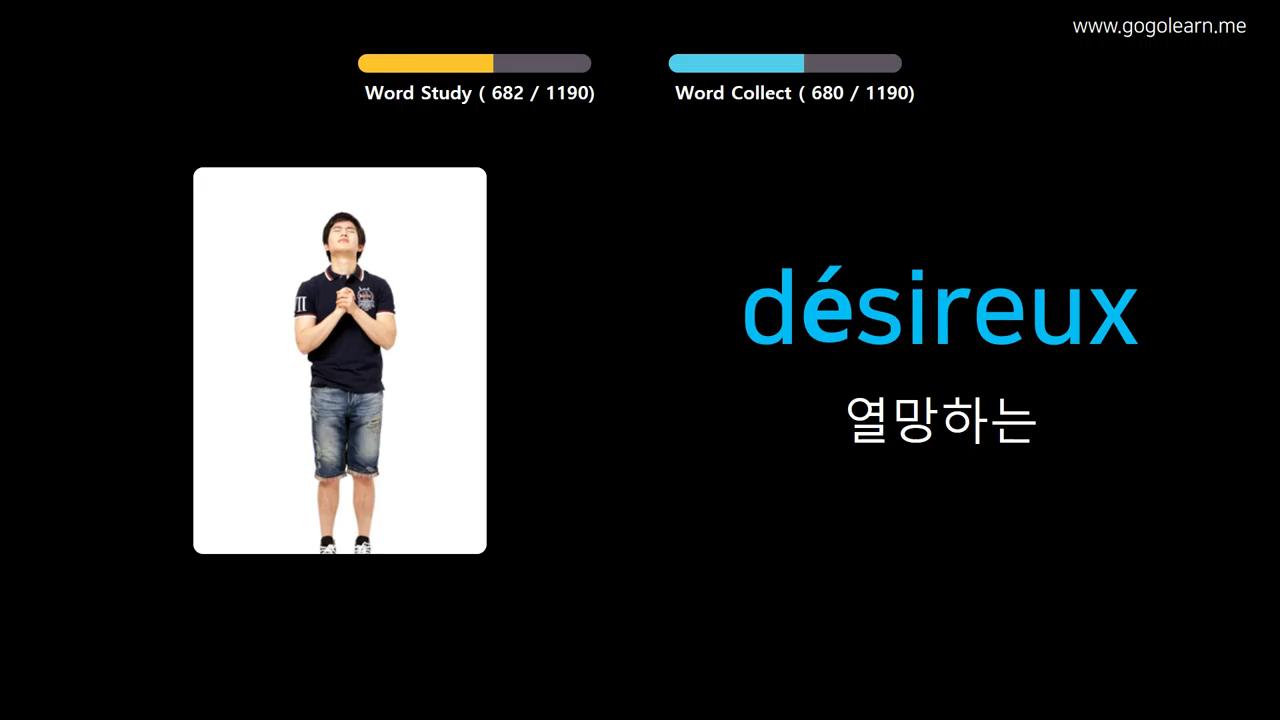 www.gogolearn.me
Word Study ( 682 / 1190)
Word Collect ( 680 / 1190)
désireux
열망하는